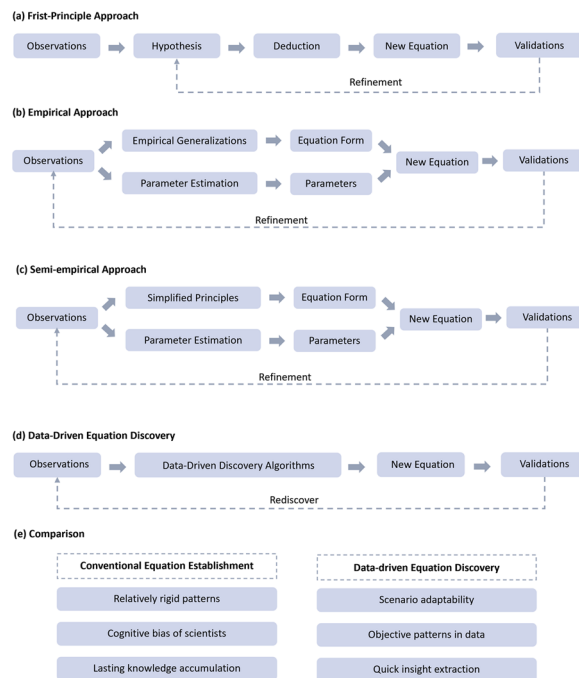 (a) Frist-Principle Approach
Observations Hypothesis Deduction New Equation Validations
Refinement
(b) Empirical Approach
Empirical Generalizations Equation Form
Observations New Equation Validations
Parameter Estimation Parameters
Refinement
(c) Semi-empirical Approach
Simplified Principles Equation Form
Observations New Equation Validations
Parameter Estimation Parameters
Refinement
(d) Data-Driven Equation Discovery
Observations Data-Driven Discovery Algorithms New Equation Validations
Rediscover
(e) Comparison
Conventional Equation Establishment Data-driven Equation Discovery
Relatively rigid patterns Scenario adaptability
Cognitive bias of scientists Objective patterns in data
Lasting knowledge accumulation Quick insight extraction